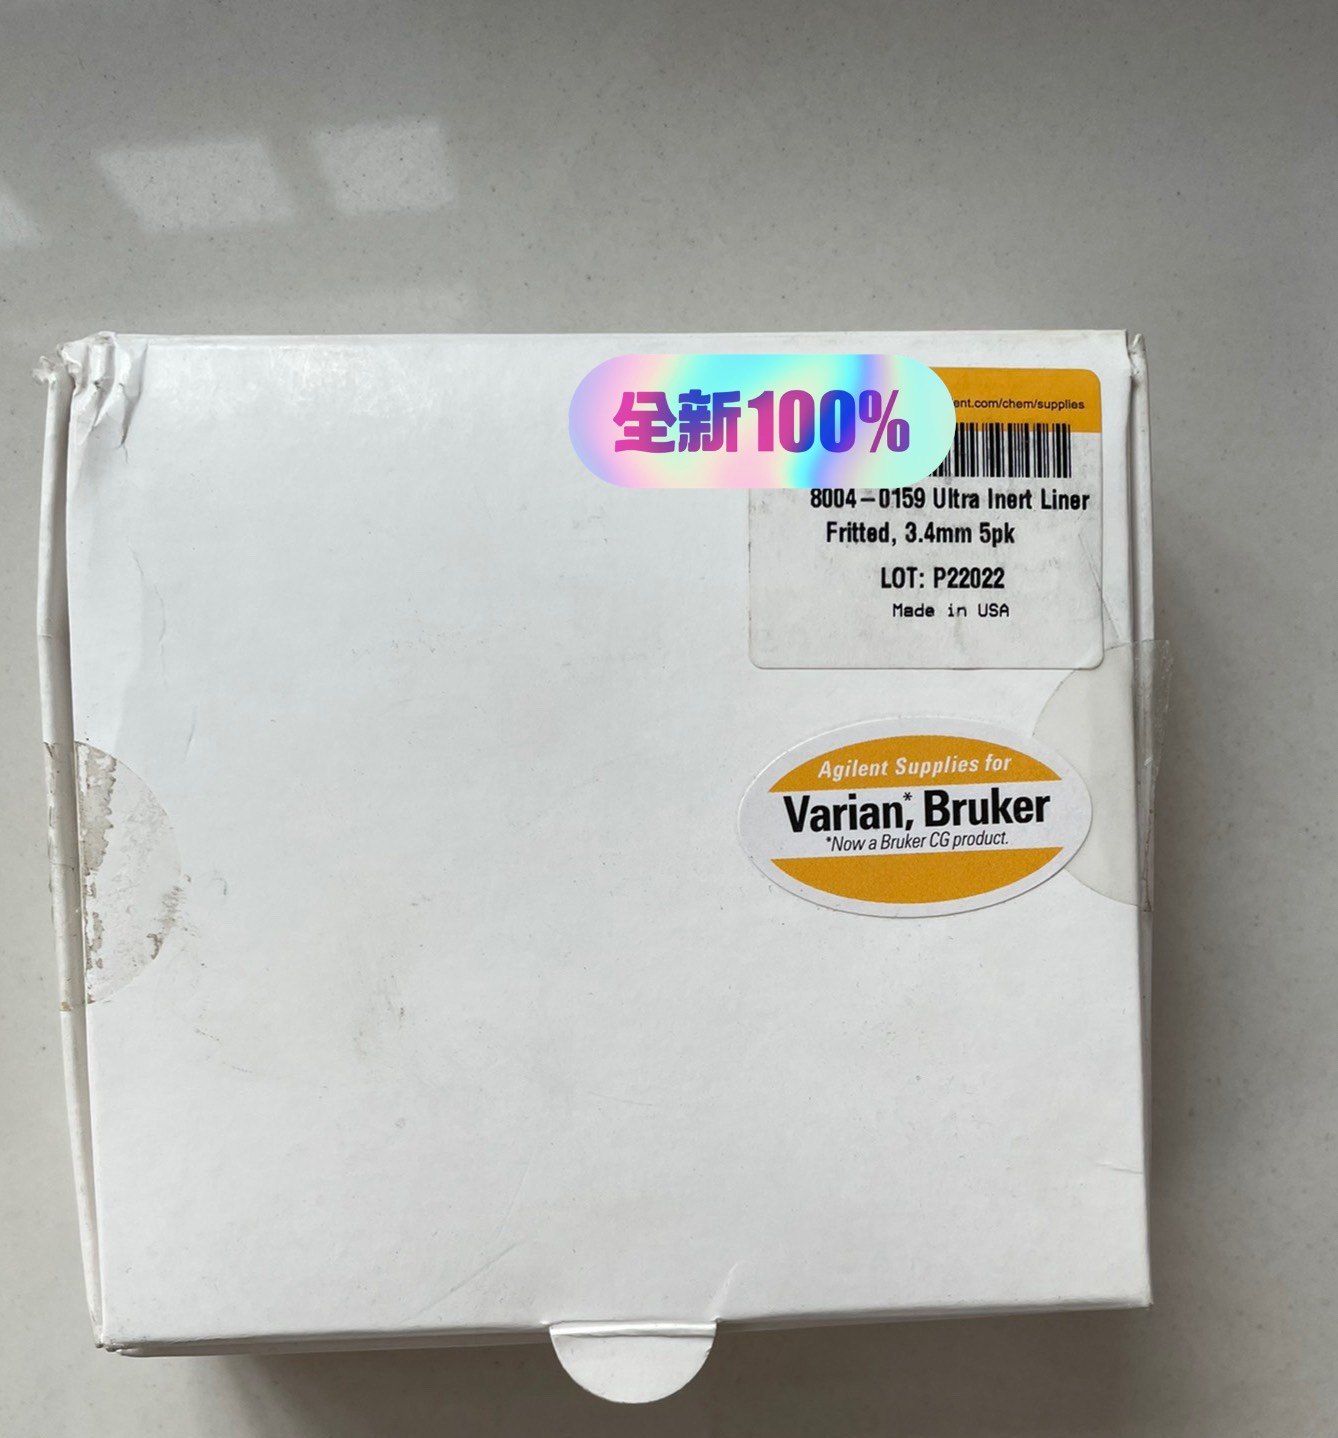 全新100%
ent.com/chem/supplies
8004-0159 Ultra Inert Liner
Fritted, 3.4mm 5pk
LOT: P22022
Made in USA
Agilent Supplies for
Varian,* Bruker
*Now a Bruker CG product.